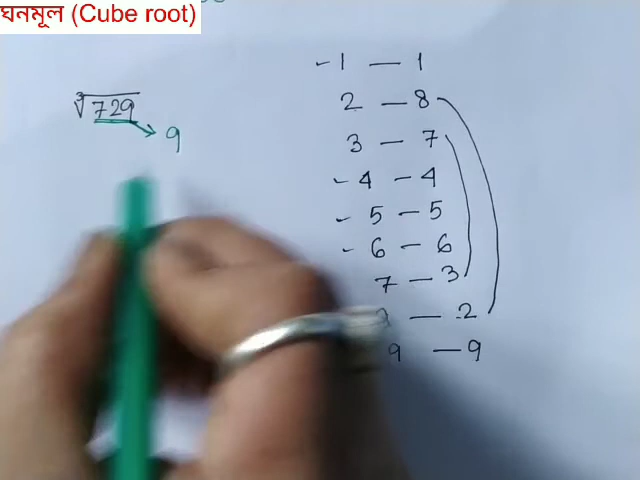 ঘনমূল (Cube root)
∛729
9
1 — 1
2 — 8
3 — 7
4 — 4
5 — 5
6 — 6
7 — 3
— 2
9 — 9